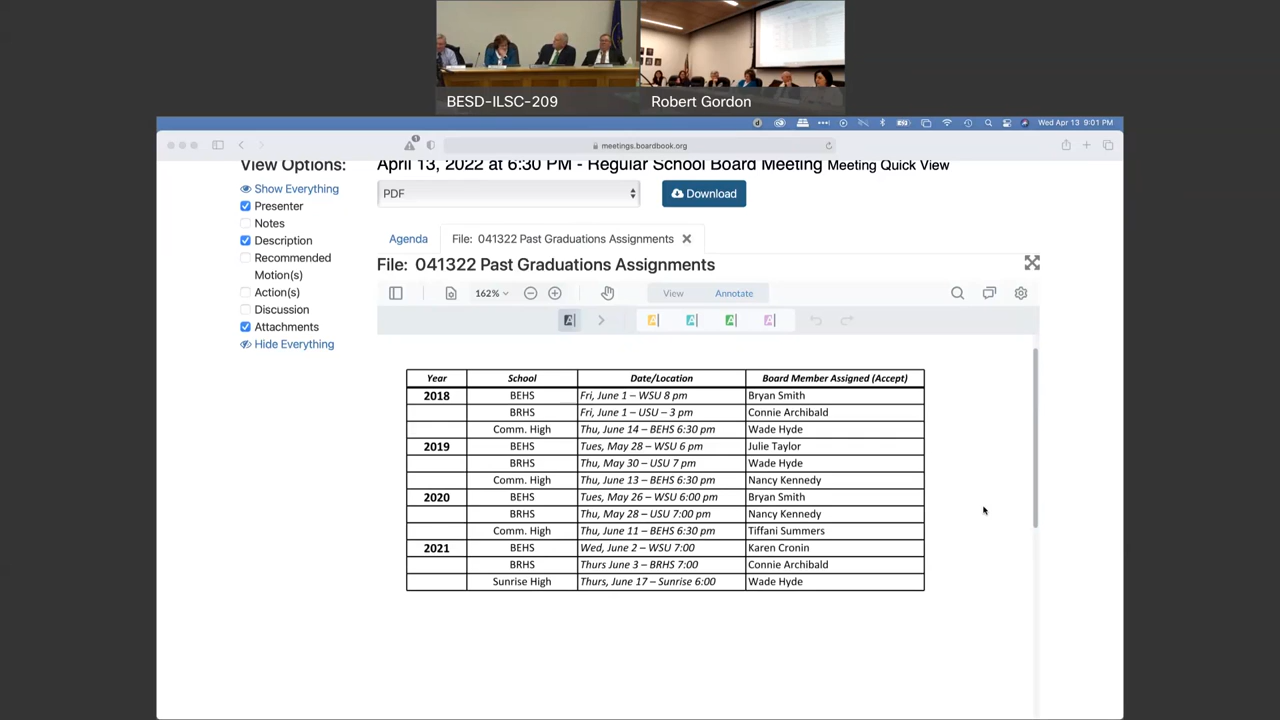 BESD-ILSC-209
Robert Gordon
Wed Apr 13 9:01 PM
meetings.boardbook.org
View Options:
April 13, 2022 at 6:30 PM - Regular School Board Meeting Meeting Quick View
Show Everything
Presenter
Notes
Description
Recommended
Motion(s)
Action(s)
Discussion
Attachments
Hide Everything
PDF
Download
Agenda
File: 041322 Past Graduations Assignments
File: 041322 Past Graduations Assignments
162%
View
Annotate
Year School Date/Location Board Member Assigned (Accept)
2018 BEHS Fri, June 1 – WSU 8 pm Bryan Smith
BRHS Fri, June 1 - USU – 3 pm Connie Archibald
Comm. High Thu, June 14 – BEHS 6:30 pm Wade Hyde
2019 BEHS Tues, May 28 – WSU 6 pm Julie Taylor
BRHS Thu, May 30 – USU 7 pm Wade Hyde
Comm. High Thu, June 13 – BEHS 6:30 pm Nancy Kennedy
2020 BEHS Tues, May 26 – WSU 6:00 pm Bryan Smith
BRHS Thu, May 28 - USU 7:00 pm Nancy Kennedy
Comm. High Thu, June 11 – BEHS 6:30 pm Tiffani Summers
2021 BEHS Wed, June 2 – WSU 7:00 Karen Cronin
BRHS Thurs June 3 – BRHS 7:00 Connie Archibald
Sunrise High Thurs, June 17 – Sunrise 6:00 Wade Hyde